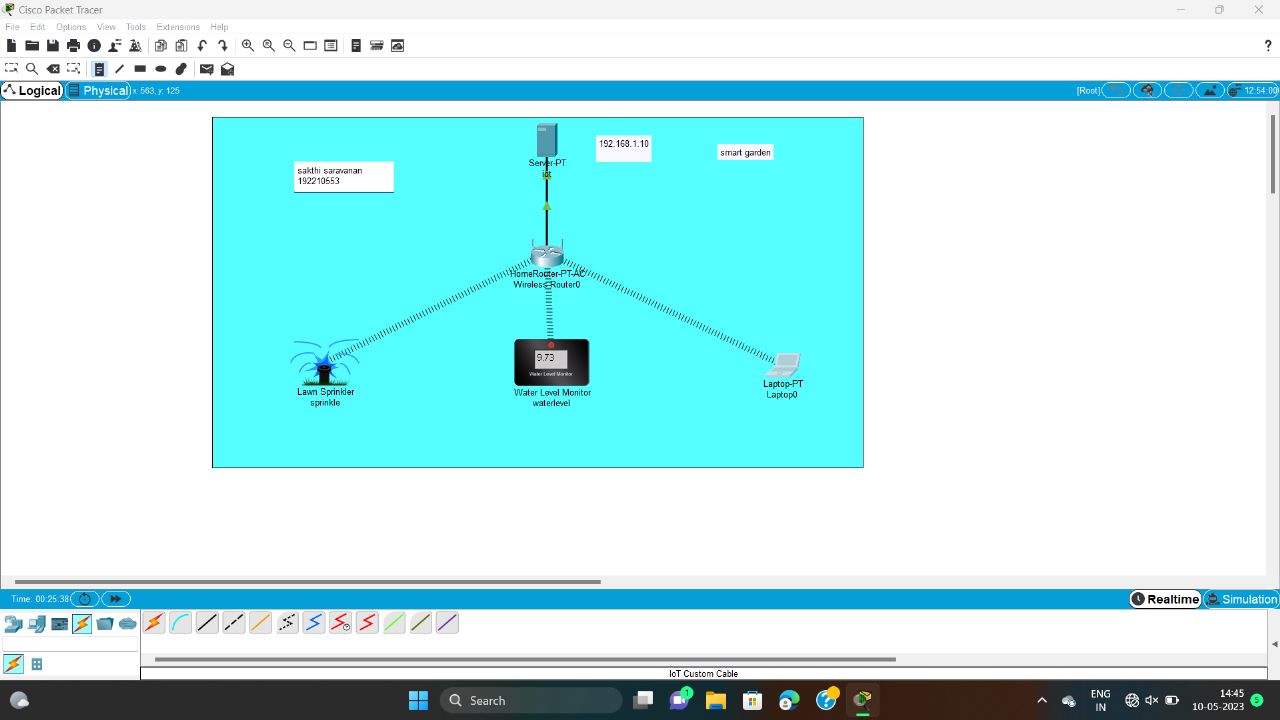 Cisco Packet Tracer
File Edit Options View Tools Extensions Help
?
Logical Physical x: 563, y: 125 [Root] 12:54:00
Server-PT
iot
192.168.1.10
smart garden
sakthi saravanan
192210653
HomeRouter-PT-AC
Wireless Router0
9.73
Water Level Monitor
Lawn Sprinkler
sprinkle
Water Level Monitor
waterlevel
Laptop-PT
Laptop0
Time: 00:25:38 Realtime Simulation
IoT Custom Cable
Search
1
ENG
IN
14:45
10-05-2023
5